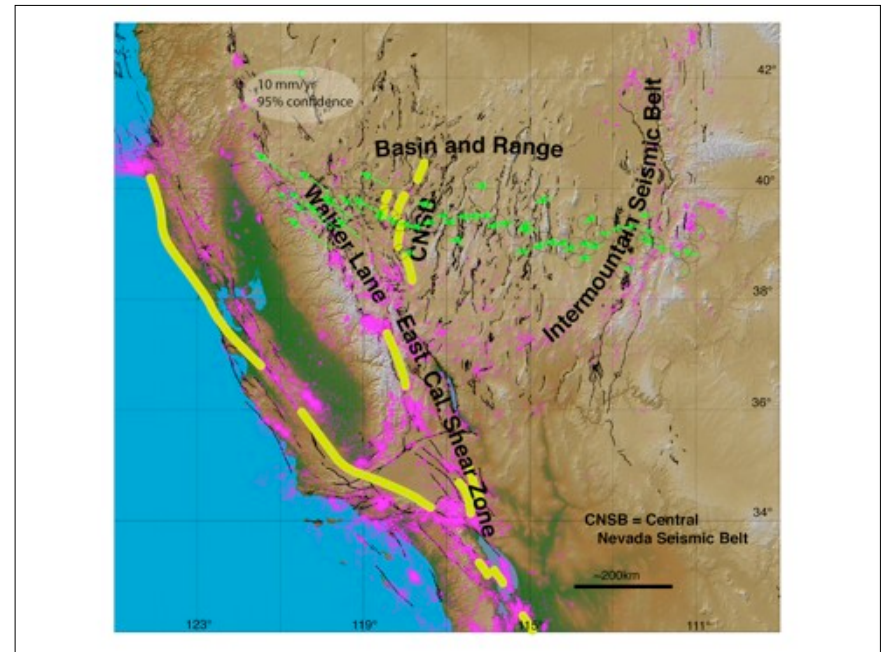 42°
10 mm/yr
95% confidence
Basin and Range
Intermountain Seismic Belt
40°
Walker Lane
CNSB
38°
East. Cal. Shear Zone
36°
34°
CNSB = Central
Nevada Seismic Belt
~200km
123°
119°
115°
111°